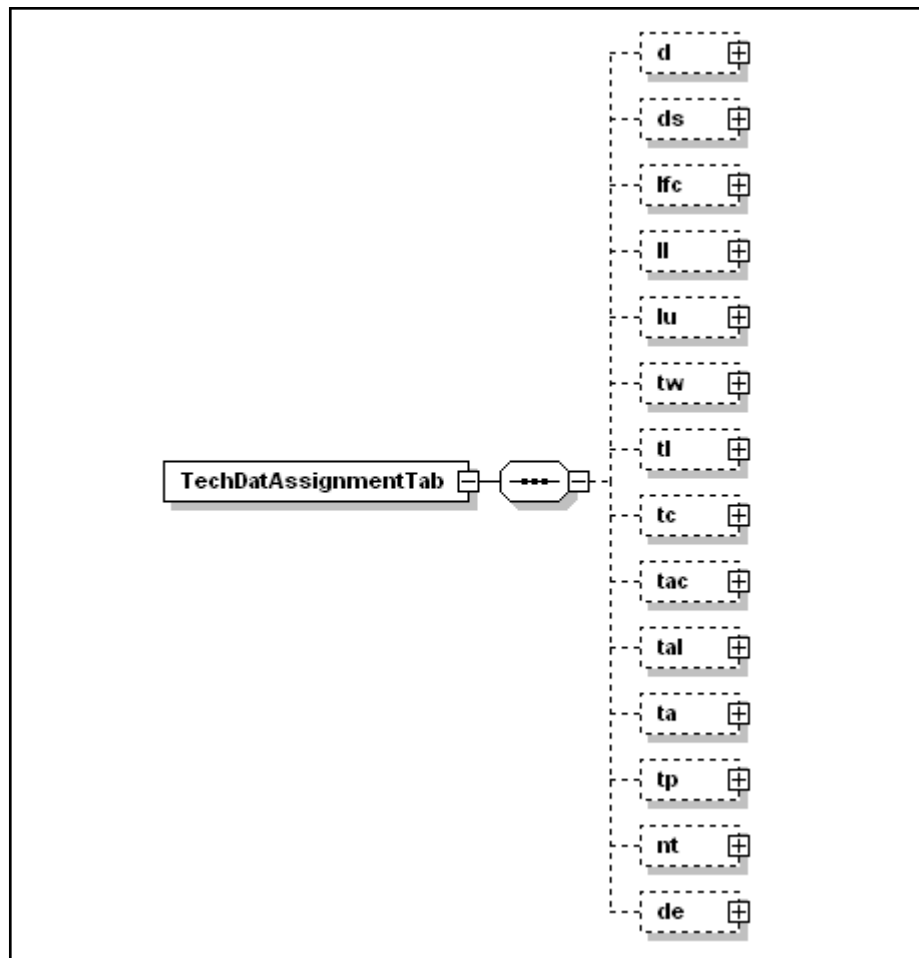 d
ds
lfc
ll
lu
tw
tl
TechDatAssignmentTab
tc
tac
tal
ta
tp
nt
de